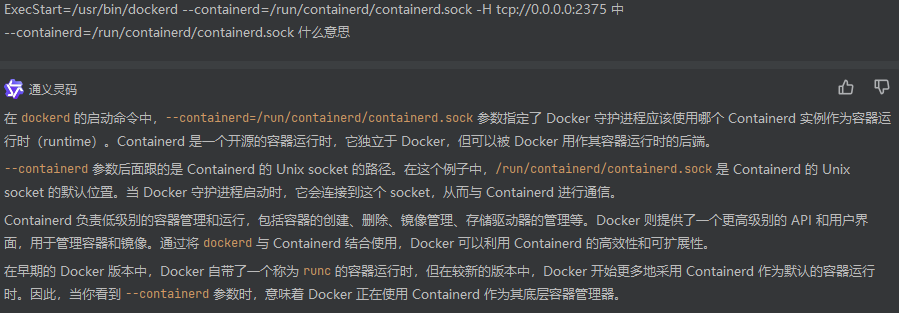 ExecStart=/usr/bin/dockerd --containerd=/run/containerd/containerd.sock -H tcp://0.0.0.0:2375 中
--containerd=/run/containerd/containerd.sock 什么意思
通义灵码
在 dockerd 的启动命令中，--containerd=/run/containerd/containerd.sock 参数指定了 Docker 守护进程应该使用哪个 Containerd 实例作为容器运
行时（runtime）。Containerd 是一个开源的容器运行时，它独立于 Docker，但可以被 Docker 用作其容器运行时的后端。
--containerd 参数后面跟的是 Containerd 的 Unix socket 的路径。在这个例子中，/run/containerd/containerd.sock 是 Containerd 的 Unix
socket 的默认位置。当 Docker 守护进程启动时，它会连接到这个 socket，从而与 Containerd 进行通信。
Containerd 负责低级别的容器管理和运行，包括容器的创建、删除、镜像管理、存储驱动器的管理等。Docker 则提供了一个更高级别的 API 和用户界
面，用于管理容器和镜像。通过将 dockerd 与 Containerd 结合使用，Docker 可以利用 Containerd 的高效性和可扩展性。
在早期的 Docker 版本中，Docker 自带了一个称为 runc 的容器运行时，但在较新的版本中，Docker 开始更多地采用 Containerd 作为默认的容器运行
时。因此，当你看到 --containerd 参数时，意味着 Docker 正在使用 Containerd 作为其底层容器管理器。